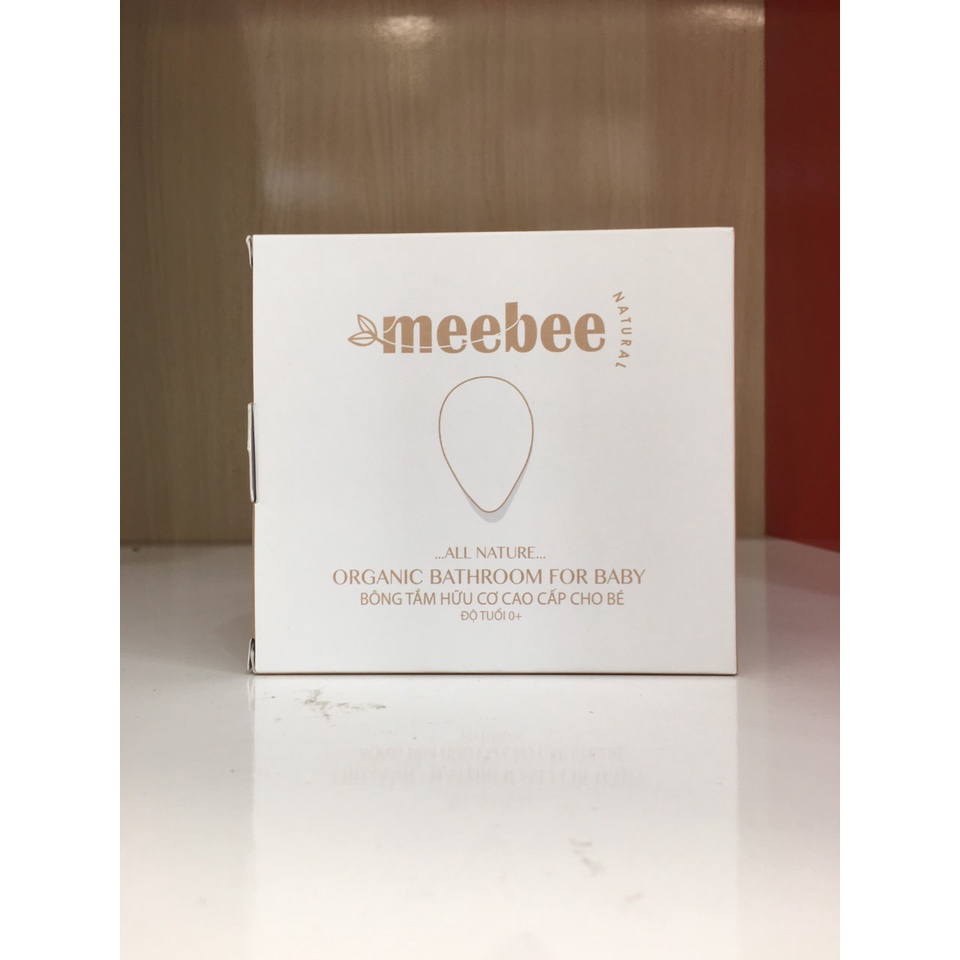 meebee
NATURAL
...ALL NATURE...
ORGANIC BATHROOM FOR BABY
BÔNG TẮM HỮU CƠ CAO CẤP CHO BÉ
ĐỘ TUỔI 0+